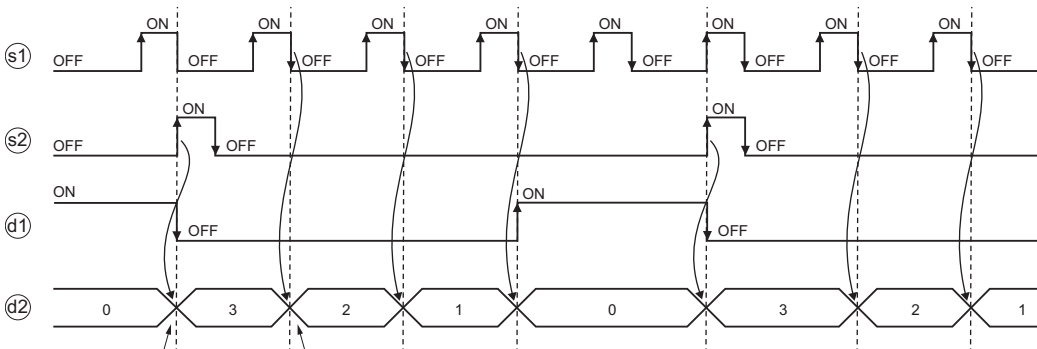 ON ON ON ON ON ON ON ON
s1 OFF OFF OFF OFF OFF OFF OFF OFF OFF
ON ON
s2 OFF OFF OFF
ON ON
d1 OFF OFF
d2 0 3 2 1 0 3 2 1